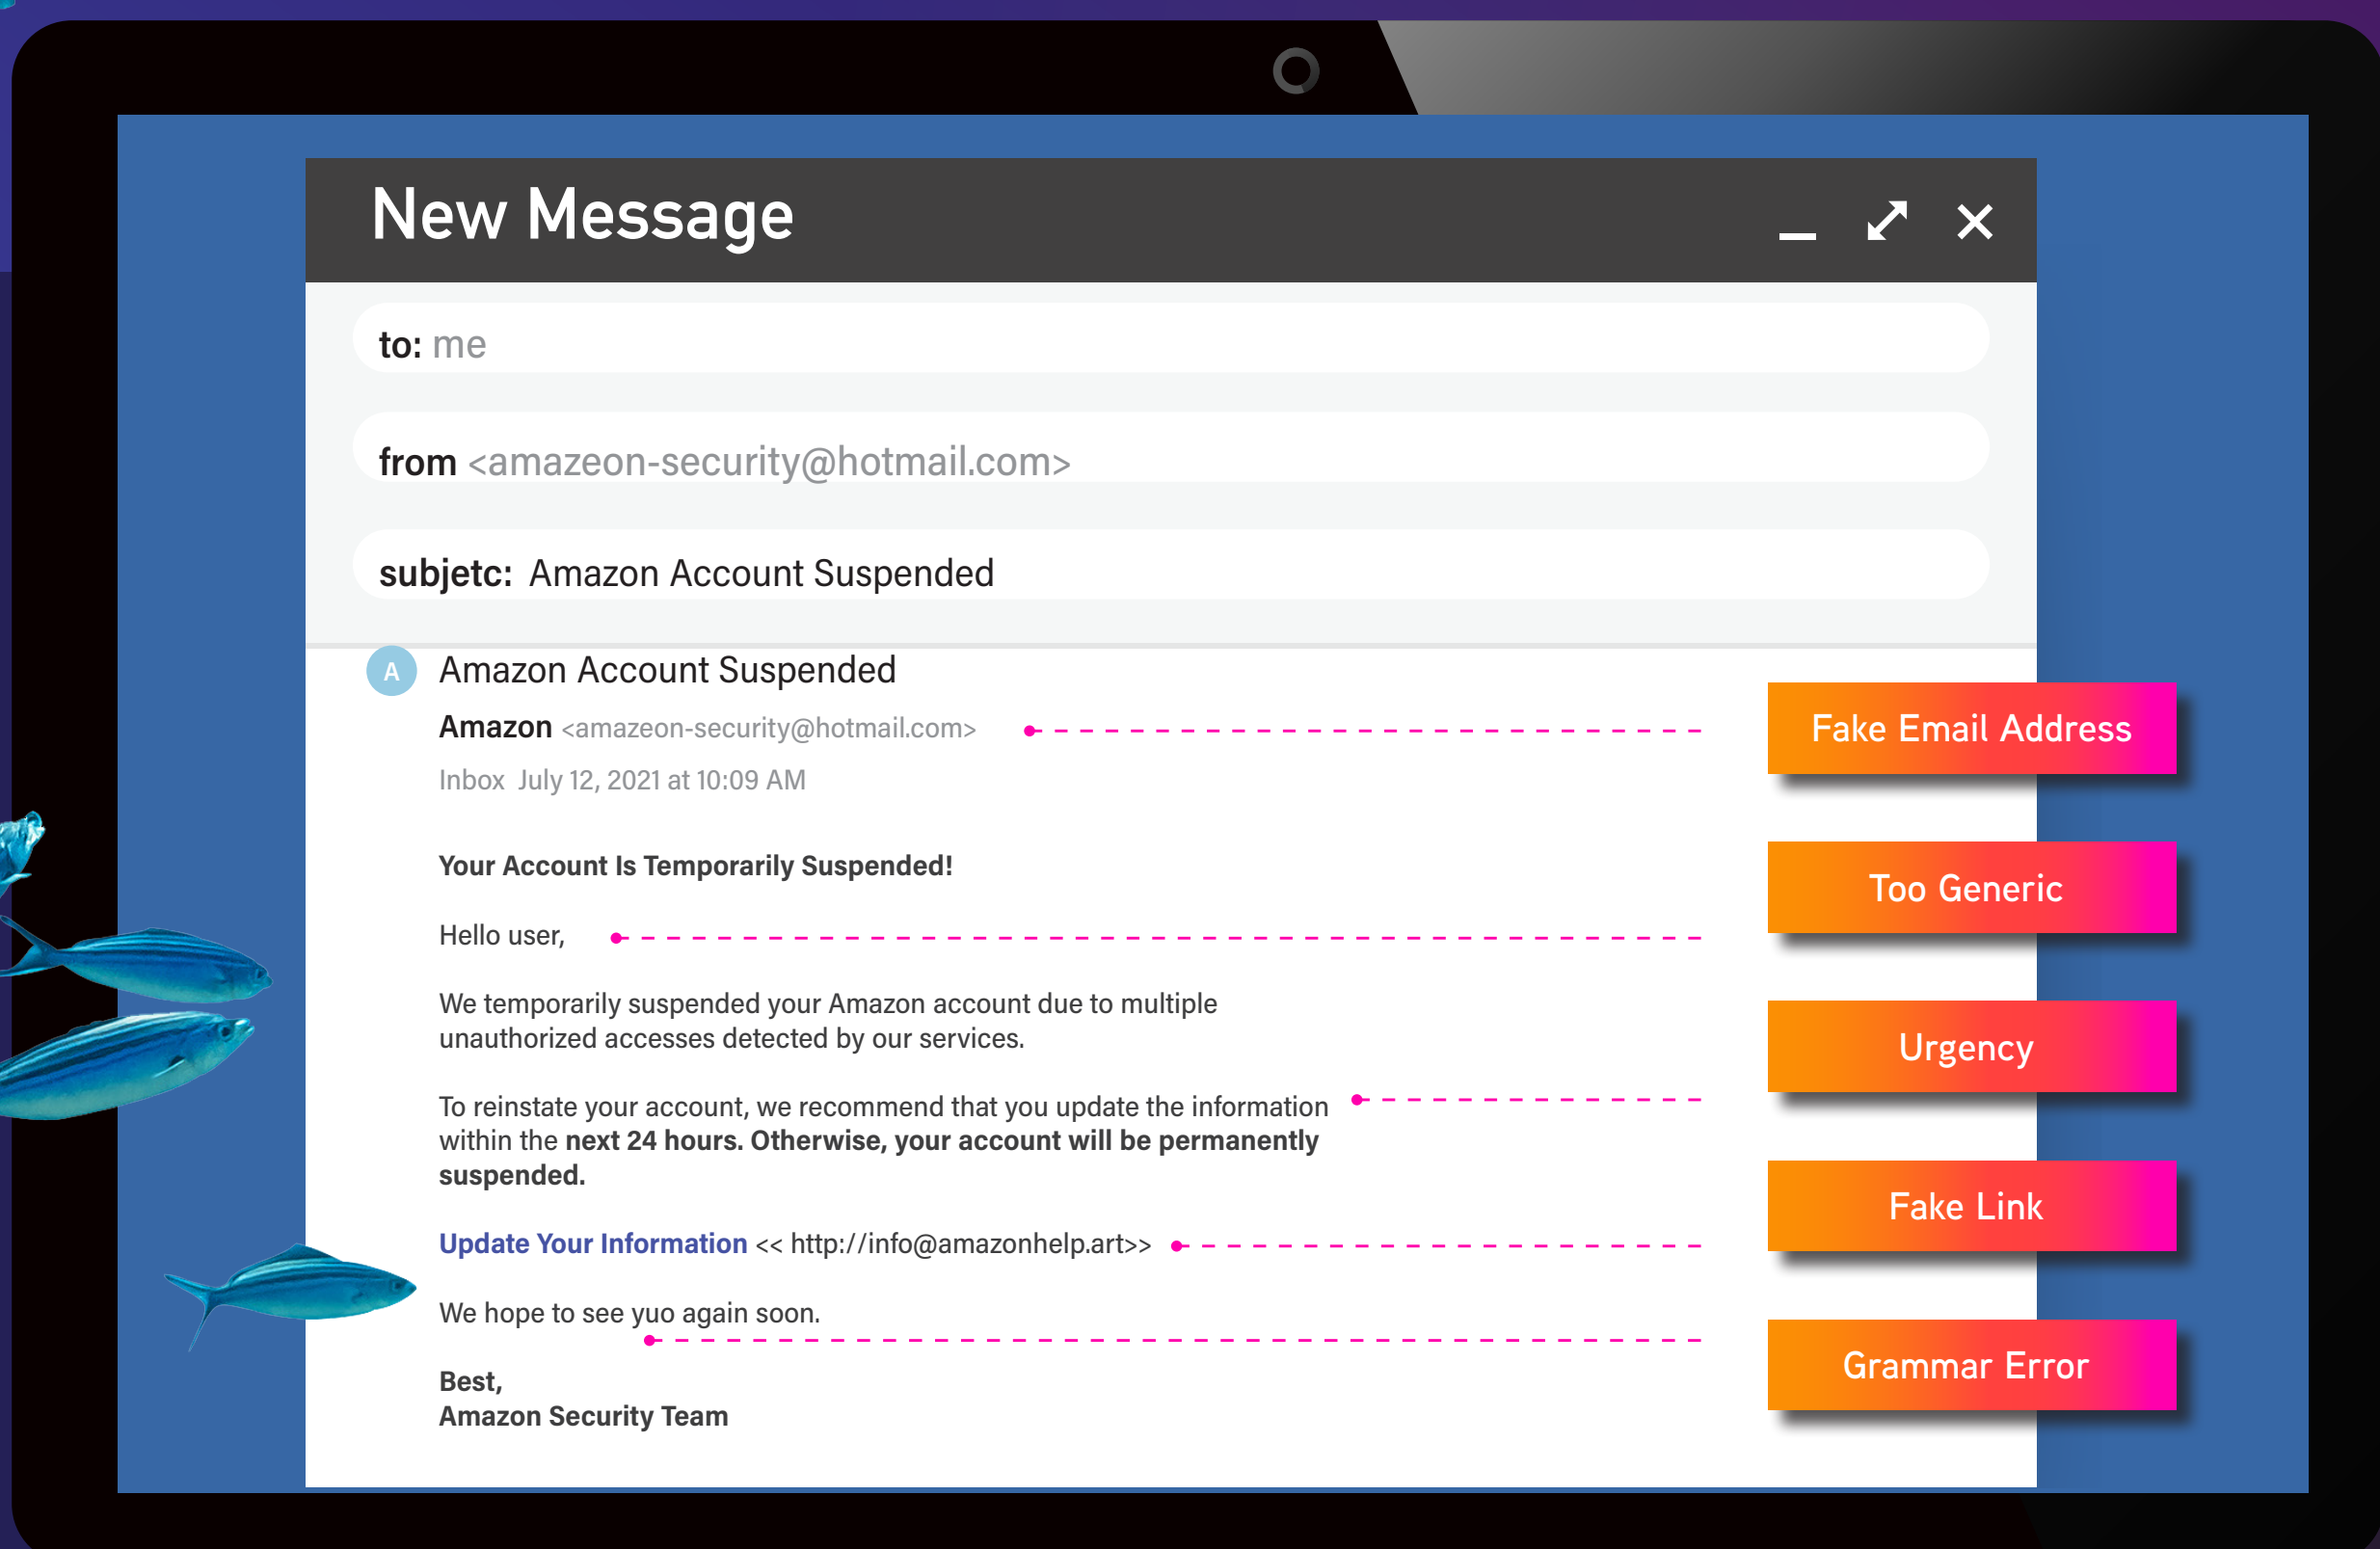 New Message
to: me
from <amazeon-security@hotmail.com>
subjetc: Amazon Account Suspended
A
Amazon Account Suspended
Amazon <amazeon-security@hotmail.com>
Fake Email Address
Inbox July 12, 2021 at 10:09 AM
Your Account Is Temporarily Suspended!
Too Generic
Hello user,
We temporarily suspended your Amazon account due to multiple
unauthorized accesses detected by our services.
Urgency
To reinstate your account, we recommend that you update the information
within the next 24 hours. Otherwise, your account will be permanently
suspended.
Fake Link
Update Your Information << http://info@amazonhelp.art>>
We hope to see yuo again soon.
Grammar Error
Best,
Amazon Security Team